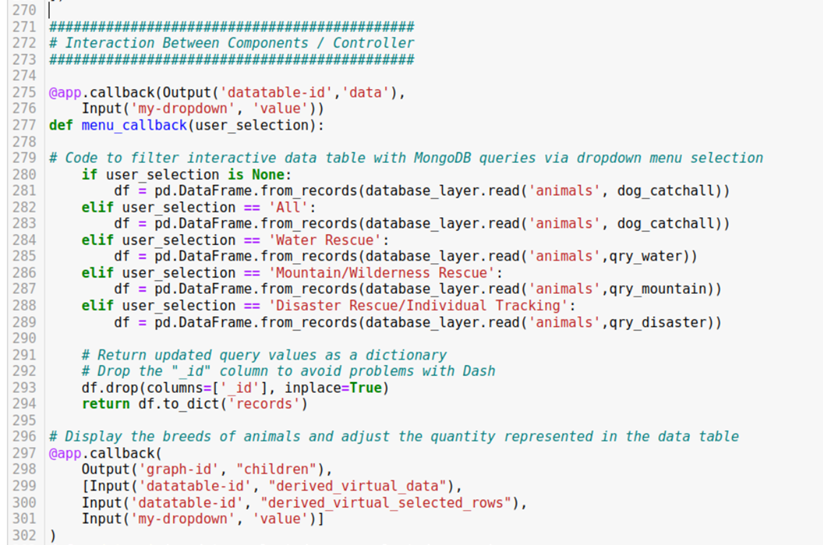 270
271 #############################################
272 # Interaction Between Components / Controller
273 #############################################
274
275 @app.callback(Output('datatable-id','data'),
276     Input('my-dropdown', 'value'))
277 def menu_callback(user_selection):
278
279 # Code to filter interactive data table with MongoDB queries via dropdown menu selection
280     if user_selection is None:
281         df = pd.DataFrame.from_records(database_layer.read('animals', dog_catchall))
282     elif user_selection == 'All':
283         df = pd.DataFrame.from_records(database_layer.read('animals', dog_catchall))
284     elif user_selection == 'Water Rescue':
285         df = pd.DataFrame.from_records(database_layer.read('animals',qry_water))
286     elif user_selection == 'Mountain/Wilderness Rescue':
287         df = pd.DataFrame.from_records(database_layer.read('animals',qry_mountain))
288     elif user_selection == 'Disaster Rescue/Individual Tracking':
289         df = pd.DataFrame.from_records(database_layer.read('animals',qry_disaster))
290
291     # Return updated query values as a dictionary
292     # Drop the "_id" column to avoid problems with Dash
293     df.drop(columns=['_id'], inplace=True)
294     return df.to_dict('records')
295
296 # Display the breeds of animals and adjust the quantity represented in the data table
297 @app.callback(
298     Output('graph-id', "children"),
299     [Input('datatable-id', "derived_virtual_data"),
300     Input('datatable-id', "derived_virtual_selected_rows"),
301     Input('my-dropdown', 'value')]
302 )